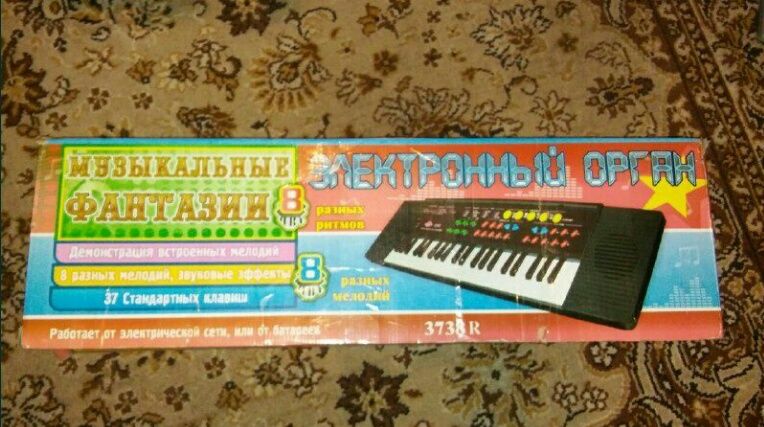 МУЗЫКАЛЬНЫЕ
ФАНТАЗИИ
ЭЛЕКТРОННЫЙ ОРГАН
8
разных
ритмов
Демонстрация встроенных мелодий
8 разных мелодий, звуковые эффекты
37 Стандартных клавиш
8
разных
мелодий
Работает от электрической сети, или от батареек
3738 R